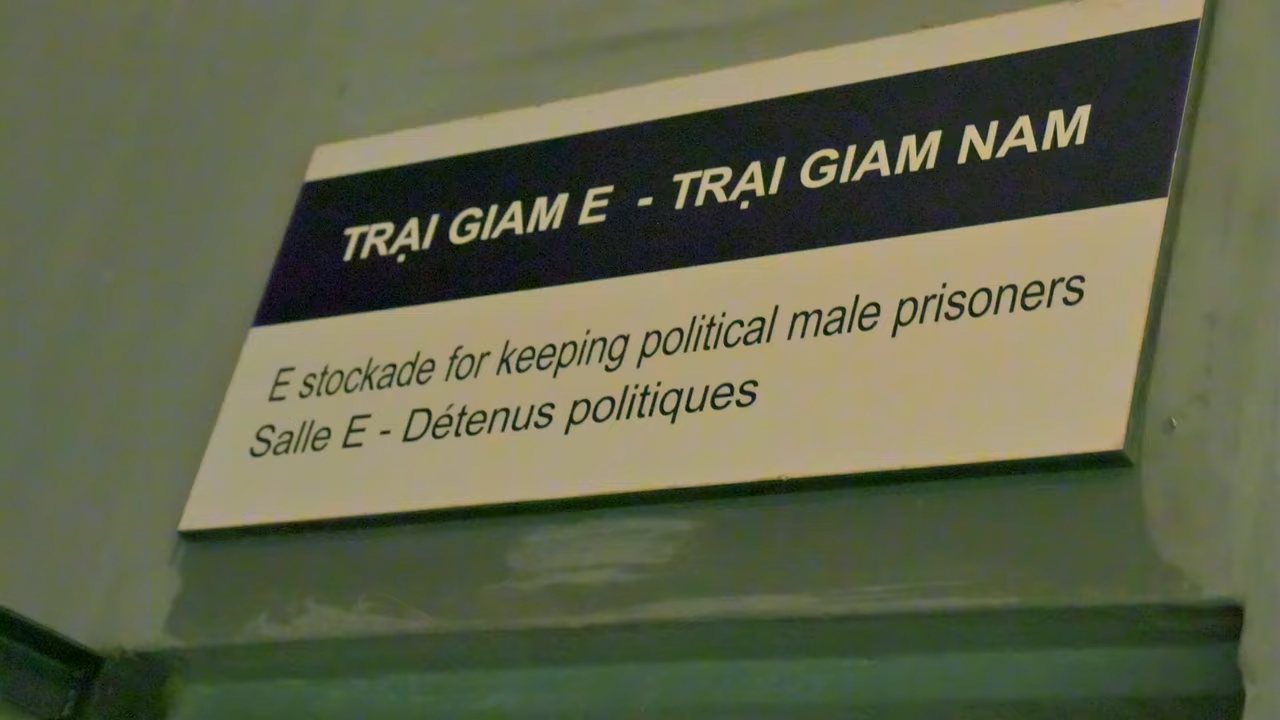 TRẠI GIAM E - TRẠI GIAM NAM
E stockade for keeping political male prisoners
Salle E - Détenus politiques